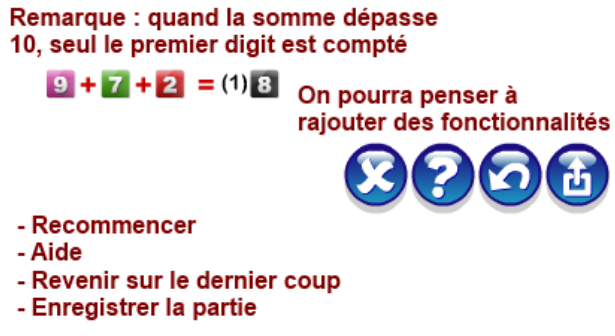 Remarque : quand la somme dépasse
10, seul le premier digit est compté
9 + 7 + 2 = (1) 8
On pourra penser à
rajouter des fonctionnalités
?
- Recommencer
- Aide
- Revenir sur le dernier coup
- Enregistrer la partie